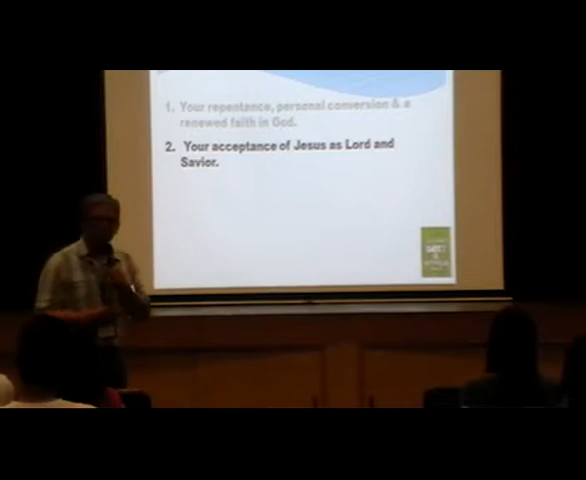 1. Your repentance, personal conversion & a
renewed faith in God.
2. Your acceptance of Jesus as Lord and
Savior.